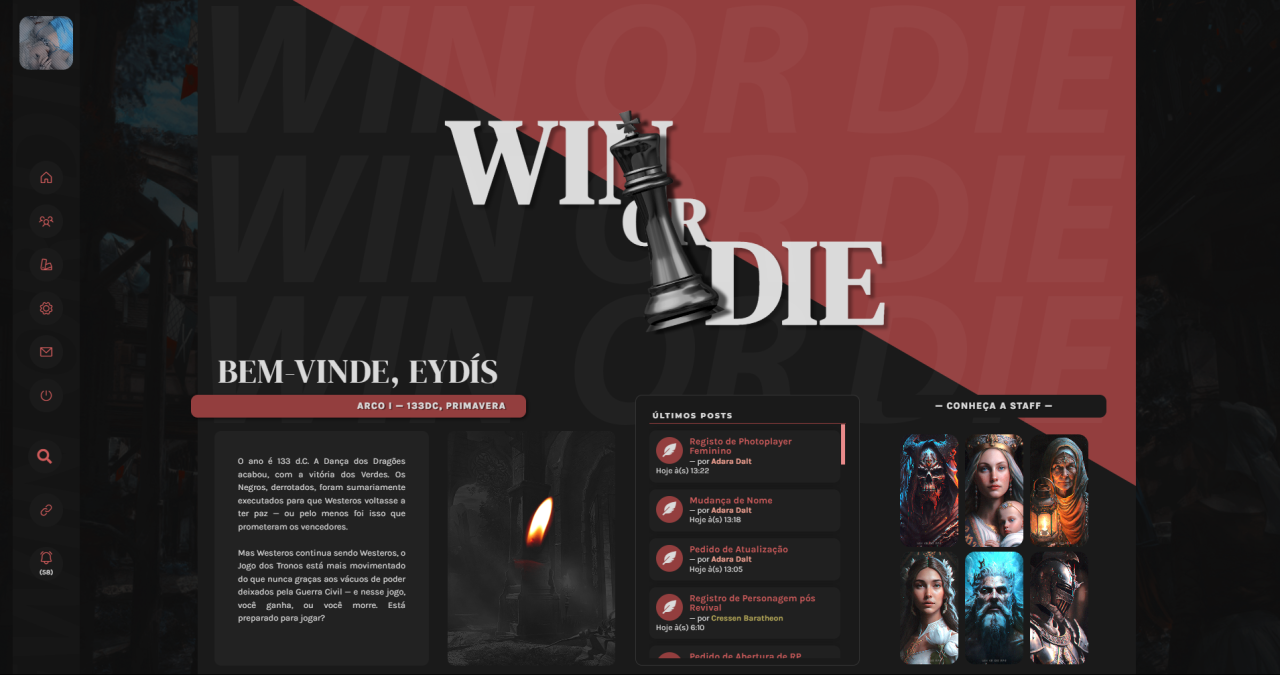 WIN OR DIE
WIN OR DIE
WIN OR DIE
WIN
OR
DIE
BEM-VINDE, EYDÍS
ARCO I — 133DC, PRIMAVERA
O ano é 133 d.C. A Dança dos Dragões
acabou, com a vitória dos Verdes. Os
Negros, derrotados, foram sumariamente
executados para que Westeros voltasse a
ter paz — ou pelo menos foi isso que
prometeram os vencedores.
Mas Westeros continua sendo Westeros, o
Jogo dos Tronos está mais movimentado
do que nunca graças aos vácuos de poder
deixados pela Guerra Civil — e nesse jogo,
você ganha, ou você morre. Está
preparado para jogar?
ÚLTIMOS POSTS
Registo de Photoplayer
Feminino
— por Adara Dalt
Hoje à(s) 13:22
Mudança de Nome
— por Adara Dalt
Hoje à(s) 13:18
Pedido de Atualização
— por Adara Dalt
Hoje à(s) 13:05
Registro de Personagem pós
Revival
— por Cressen Baratheon
Hoje à(s) 6:10
Pedido de Abertura de RP
— CONHEÇA A STAFF —
(58)